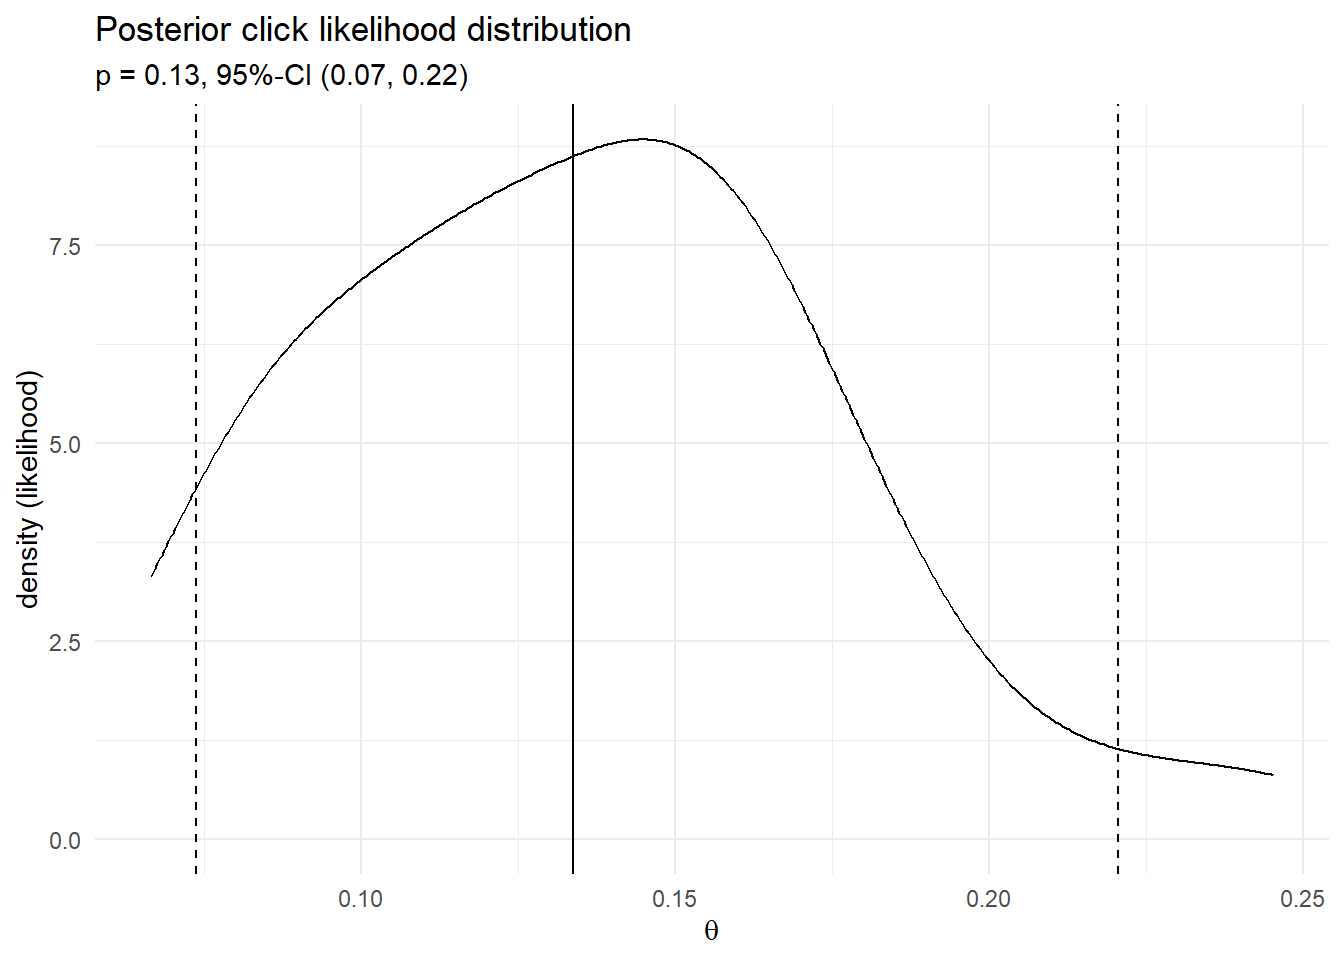 Posterior click likelihood distribution
p = 0.13, 95%-CI (0.07, 0.22)
density (likelihood)
7.5
5.0
2.5
0.0
0.10
0.15
0.20
0.25
θ